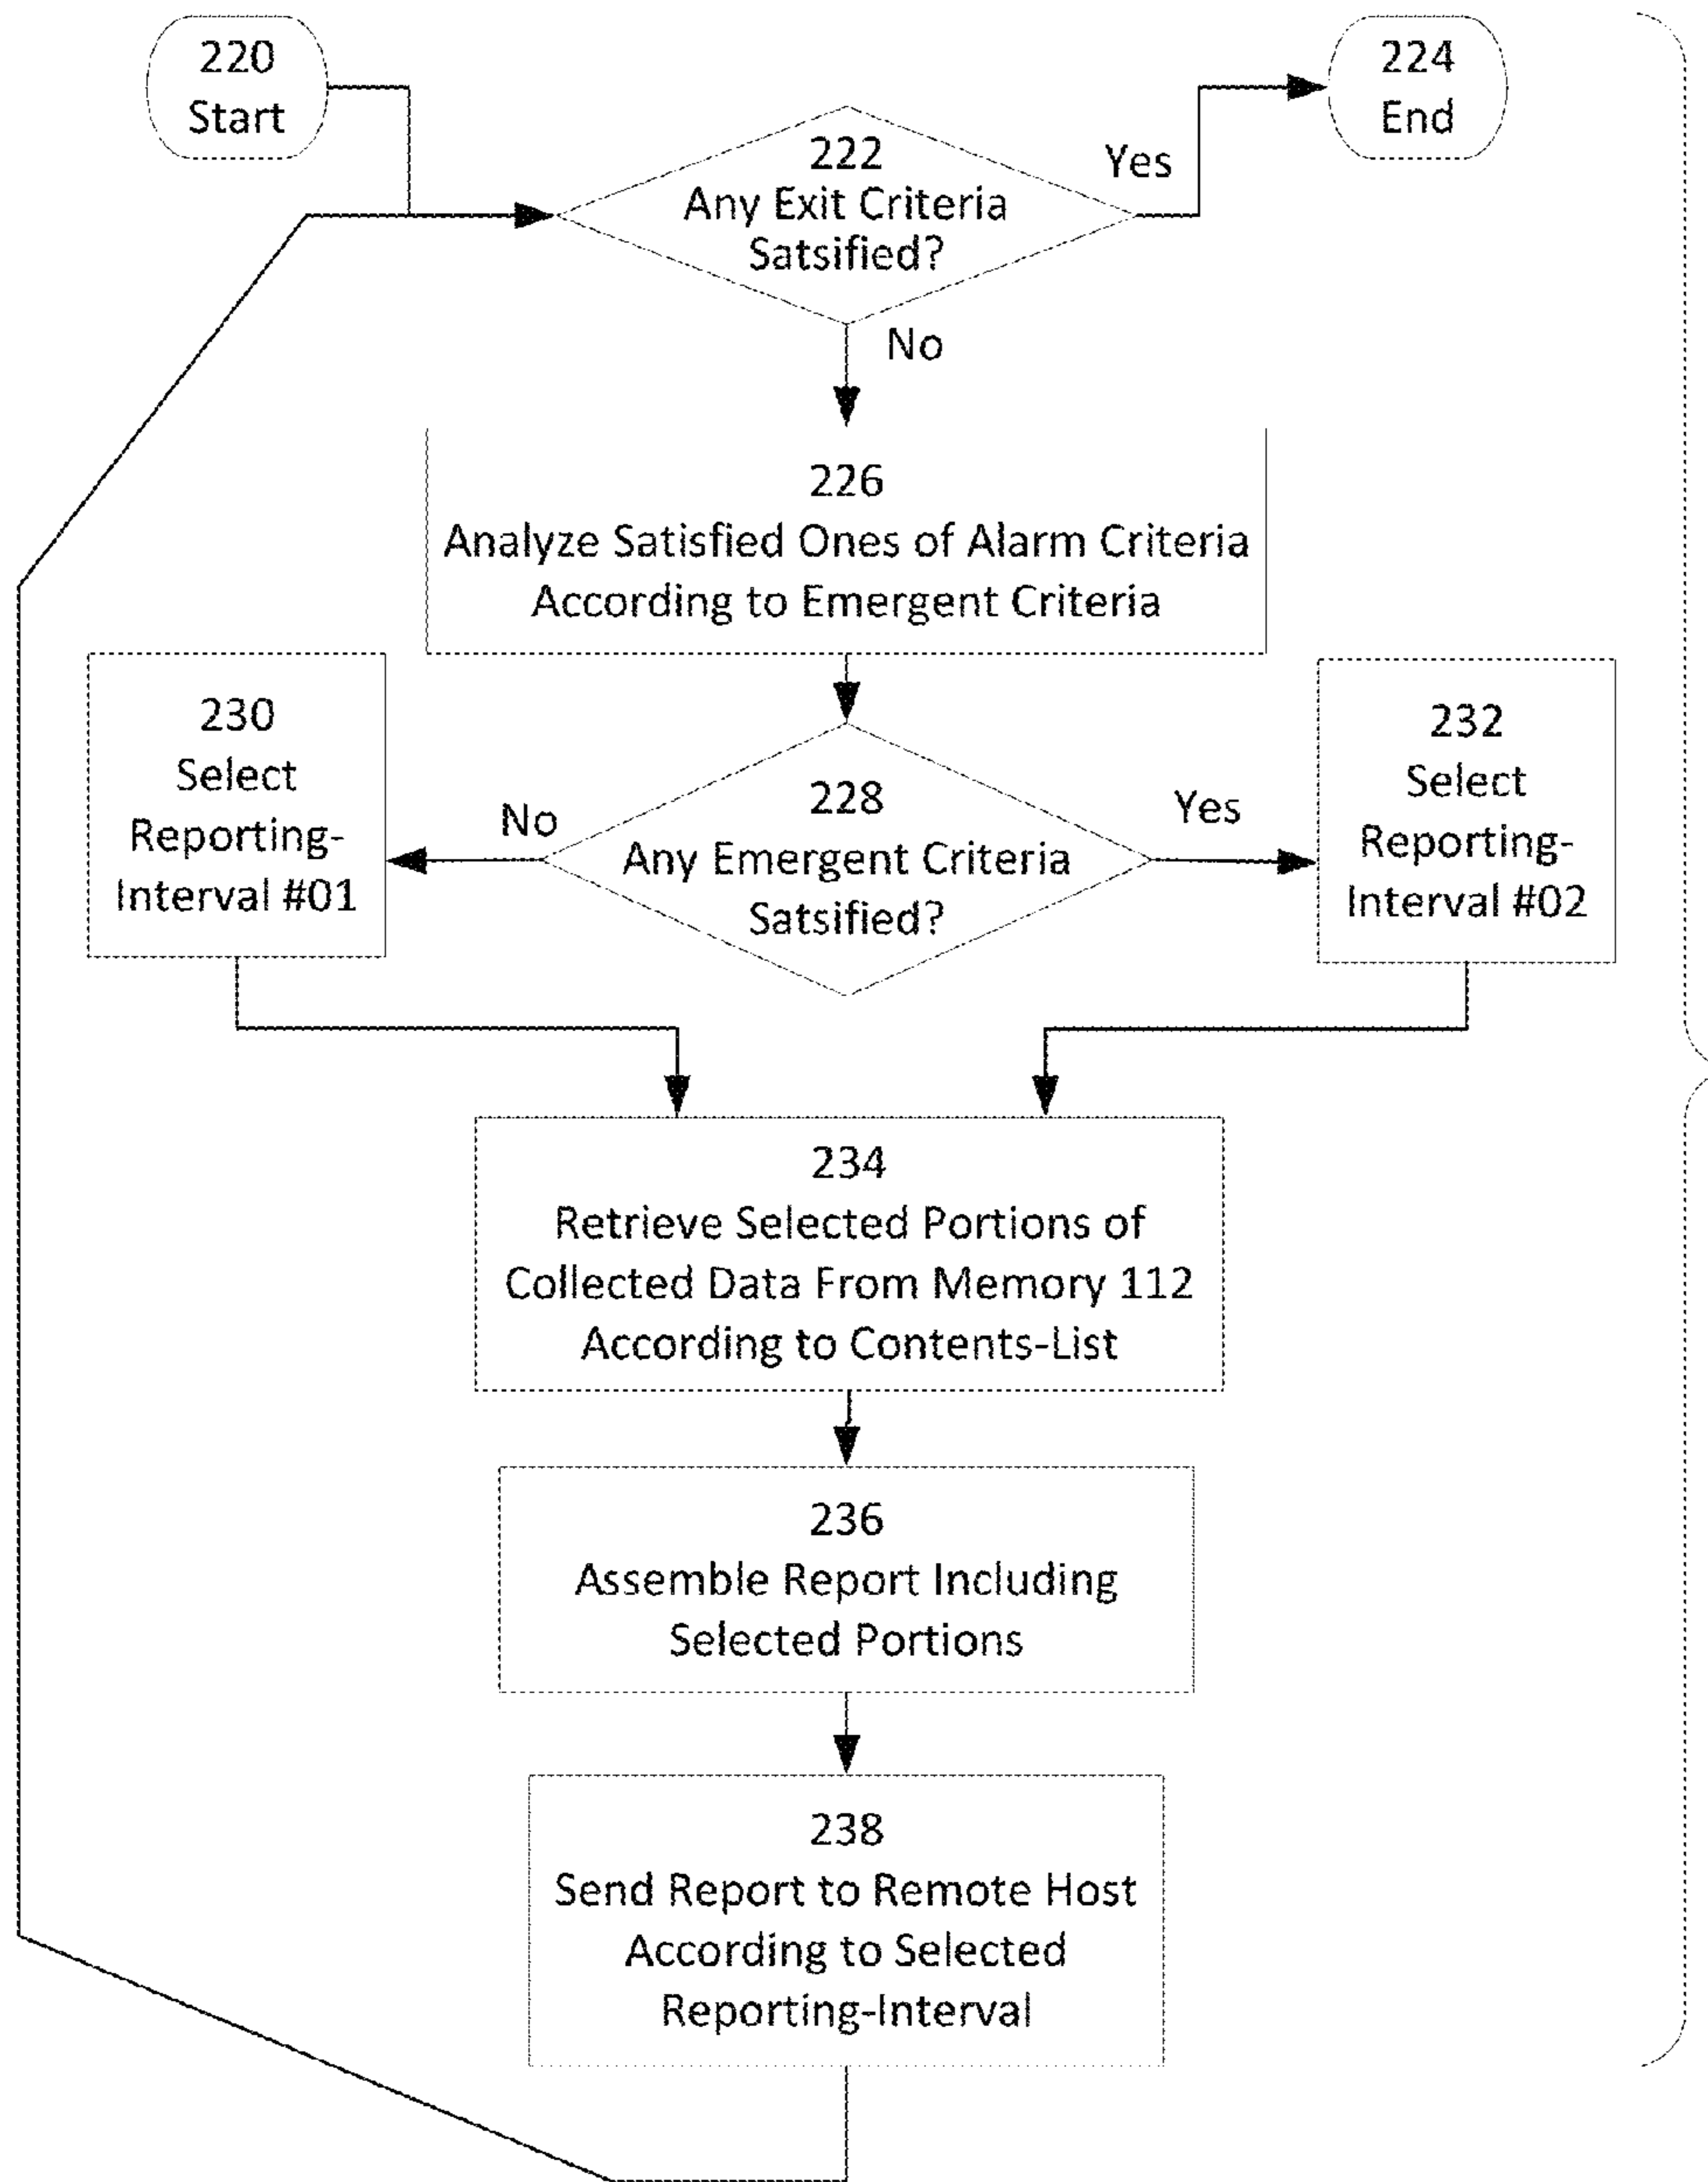 220
Start
224
End
222
Any Exit Criteria
Satsified?
Yes
No
226
Analyze Satisfied Ones of Alarm Criteria
According to Emergent Criteria
230
Select
Reporting-
Interval #01
No
228
Any Emergent Criteria
Satsified?
Yes
232
Select
Reporting-
Interval #02
234
Retrieve Selected Portions of
Collected Data From Memory 112
According to Contents-List
236
Assemble Report Including
Selected Portions
238
Send Report to Remote Host
According to Selected
Reporting-Interval